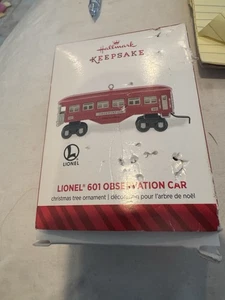 Hallmark
KEEPSAKE
LIONEL
LIONEL® 601 OBSERVATION CAR
christmas tree ornament | décoration pour l'arbre de noël